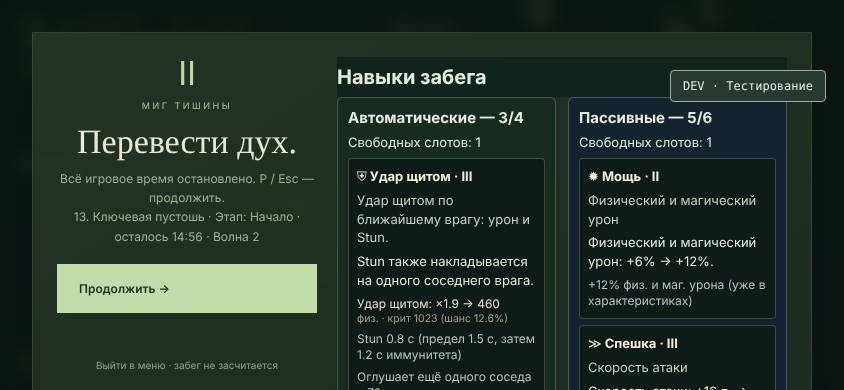 МИГ ТИШИНЫ
Перевести дух.
Всё игровое время остановлено. P / Esc —
продолжить.
13. Ключевая пустошь · Этап: Начало ·
осталось 14:56 · Волна 2
Продолжить →
Выйти в меню · забег не засчитается
Навыки забега
DEV · Тестирование
Автоматические — 3/4
Свободных слотов: 1
Удар щитом · III
Удар щитом по
ближайшему врагу: урон и
Stun.
Stun также накладывается
на одного соседнего врага.
Удар щитом: ×1.9 → 460
физ. · крит 1023 (шанс 12.6%)
Stun 0.8 с (предел 1.5 с, затем
1.2 с иммунитета)
Оглушает ещё одного соседа
Пассивные — 5/6
Свободных слотов: 1
✹ Мощь · II
Физический и магический
урон
Физический и магический
урон: +6% → +12%.
+12% физ. и маг. урона (уже в
характеристиках)
≫ Спешка · III
Скорость атаки